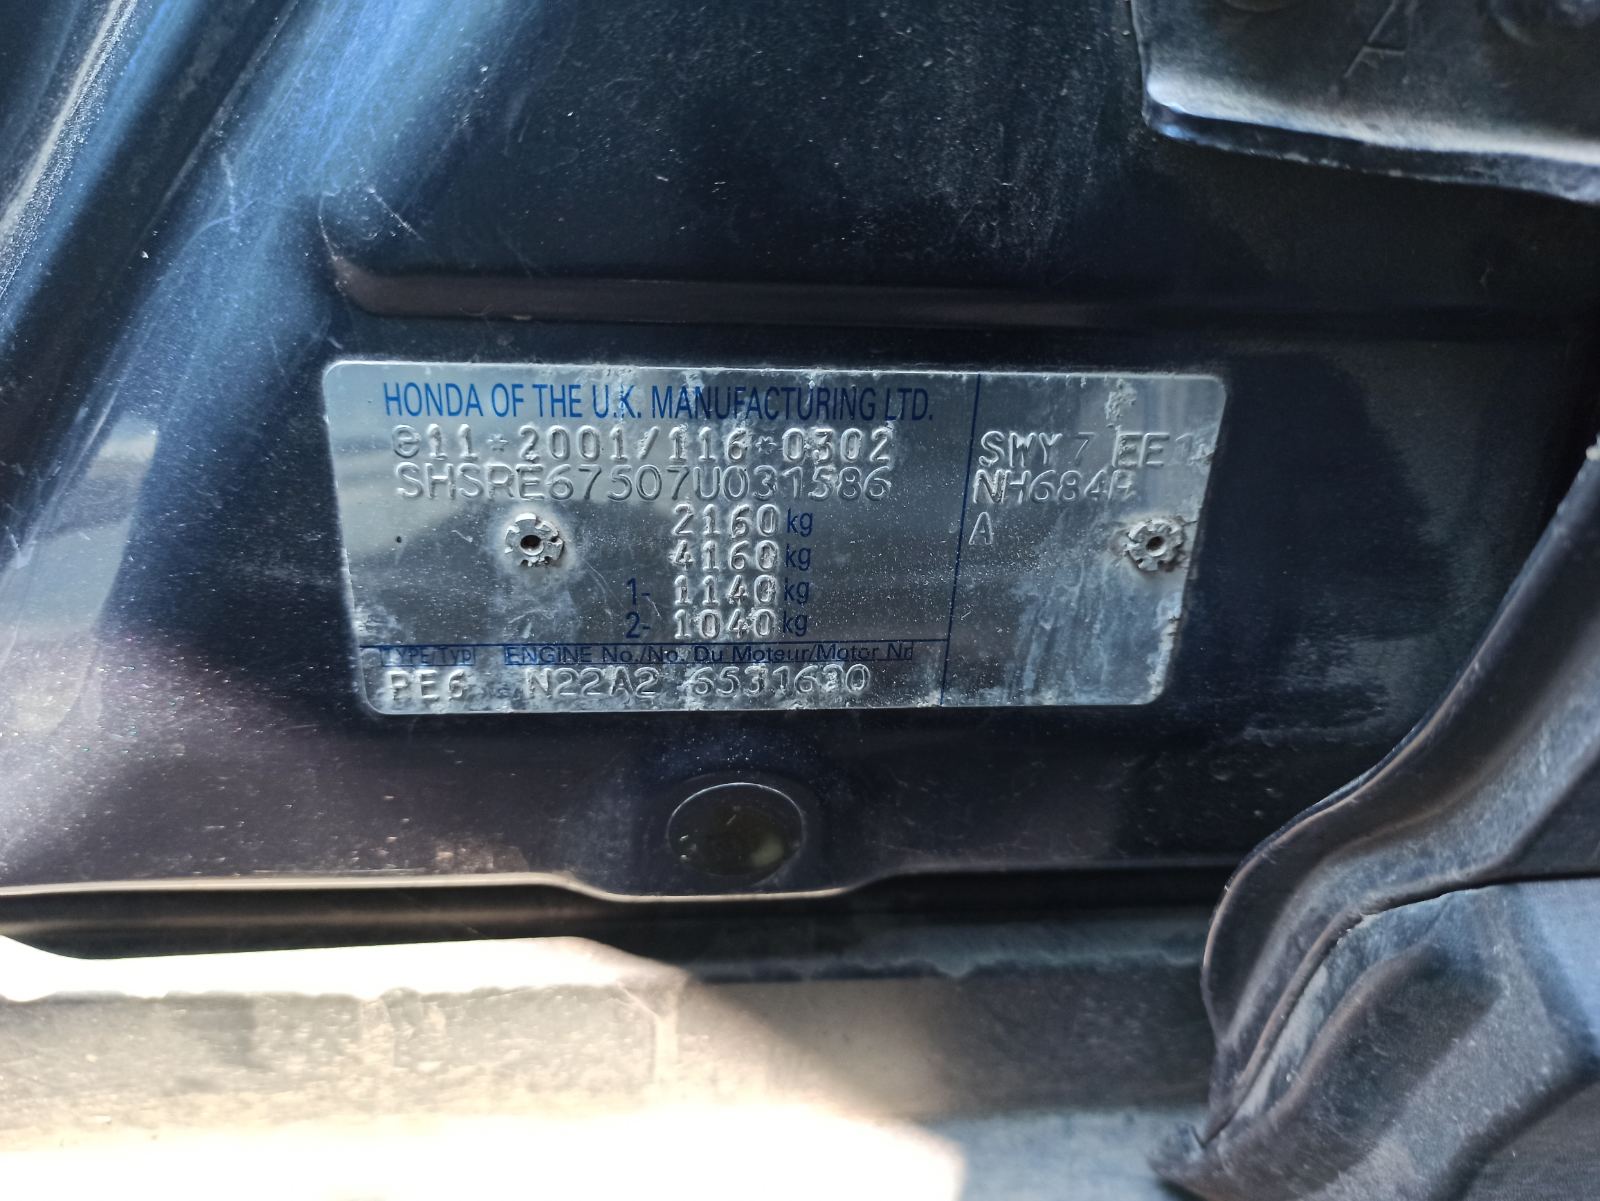 HONDA OF THE U.K. MANUFACTURING LTD.
e11*2001/116*0302
SHSRE67507U031586
2160 kg
4160 kg
1- 1140 kg
2- 1040 kg
SWY 7 EE1
NH684P
A
TYPE/TYP ENGINE No./No. Du Moteur/Motor Nr
PE6 N22A2 6531630
A